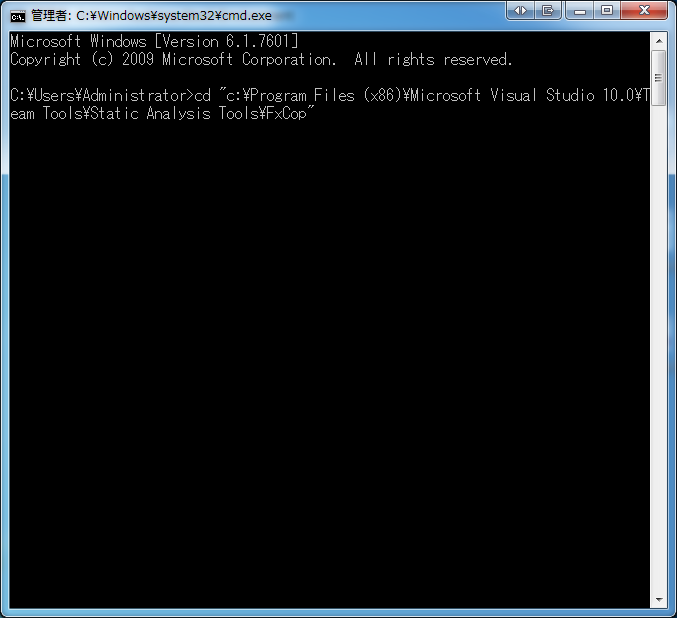 管理者: C:¥Windows¥system32¥cmd.exe
Microsoft Windows [Version 6.1.7601]
Copyright (c) 2009 Microsoft Corporation.  All rights reserved.
C:¥Users¥Administrator>cd "c:¥Program Files (x86)¥Microsoft Visual Studio 10.0¥T
eam Tools¥Static Analysis Tools¥FxCop"